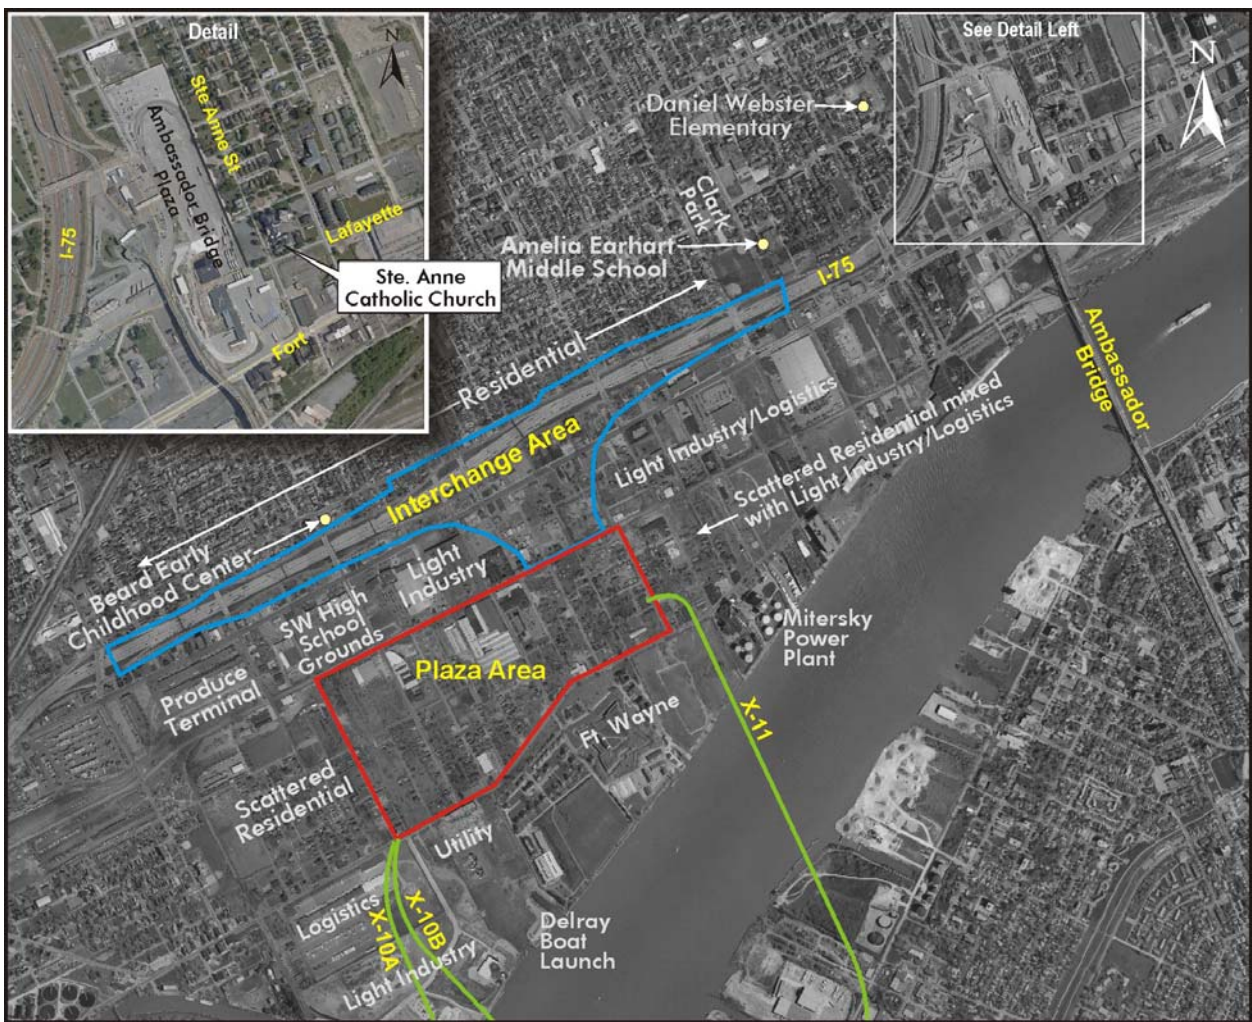 Detail
N
Ste Anne St
Ambassador Bridge
Plaza
I-75
Lafayette
Ste. Anne
Catholic Church
Fort
See Detail Left
N
Daniel Webster
Elementary
Clark
Park
Amelia Earhart
Middle School
I-75
Ambassador
Bridge
Residential
Interchange Area
Light Industry/Logistics
Scattered Residential mixed
with Light Industry/Logistics
Beard Early
Childhood Center
Light
Industry
SW High
School
Grounds
Mitersky
Power
Plant
Plaza Area
Produce
Terminal
Ft. Wayne
X-11
Scattered
Residential
Utility
Logistics
X-10A
X-10B
Light Industry
Delray
Boat
Launch